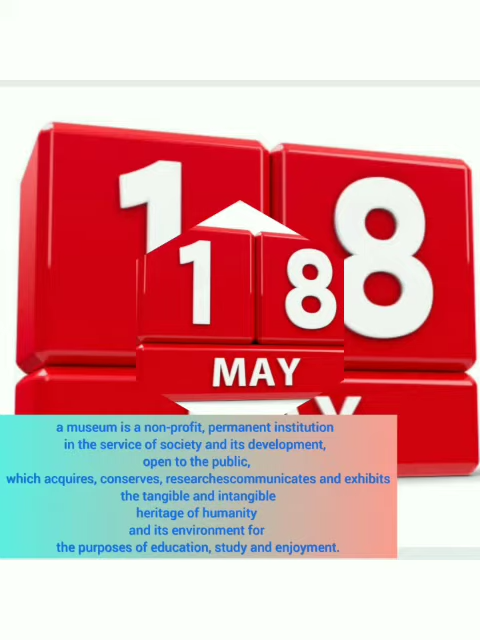 18
18
MAY
Y
a museum is a non-profit, permanent institution
in the service of society and its development,
open to the public,
which acquires, conserves, researchescommunicates and exhibits
the tangible and intangible
heritage of humanity
and its environment for
the purposes of education, study and enjoyment.